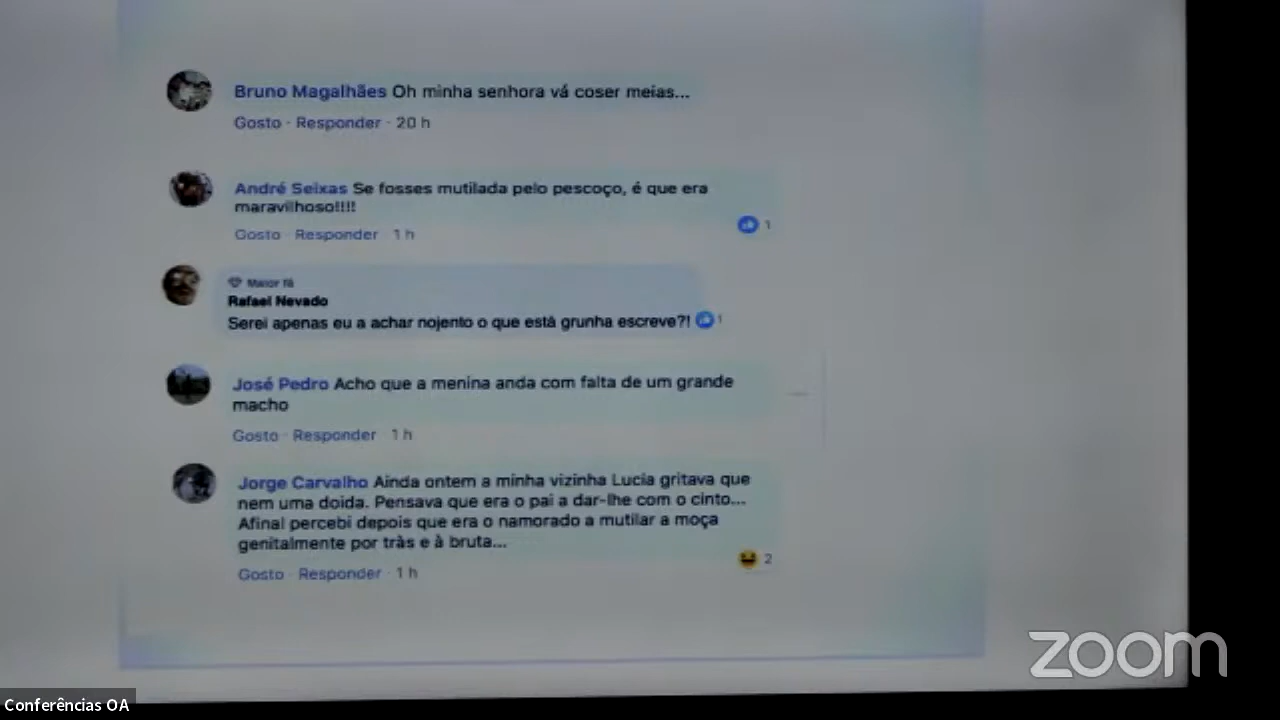 Bruno Magalhães Oh minha senhora vá coser meias...
Gosto · Responder · 20 h
André Seixas Se fosses mutilada pelo pescoço, é que era
maravilhoso!!!!
1
Gosto · Responder · 1 h
Maior fã
Rafael Nevado
Serei apenas eu a achar nojento o que está grunha escreve?! 1
José Pedro Acho que a menina anda com falta de um grande
macho
Gosto · Responder · 1 h
Jorge Carvalho Ainda ontem a minha vizinha Lucia gritava que
nem uma doida. Pensava que era o pai a dar-lhe com o cinto...
Afinal percebi depois que era o namorado a mutilar a moça
genitalmente por tràs e à bruta...
2
Gosto · Responder · 1 h
zoom
Conferências OA